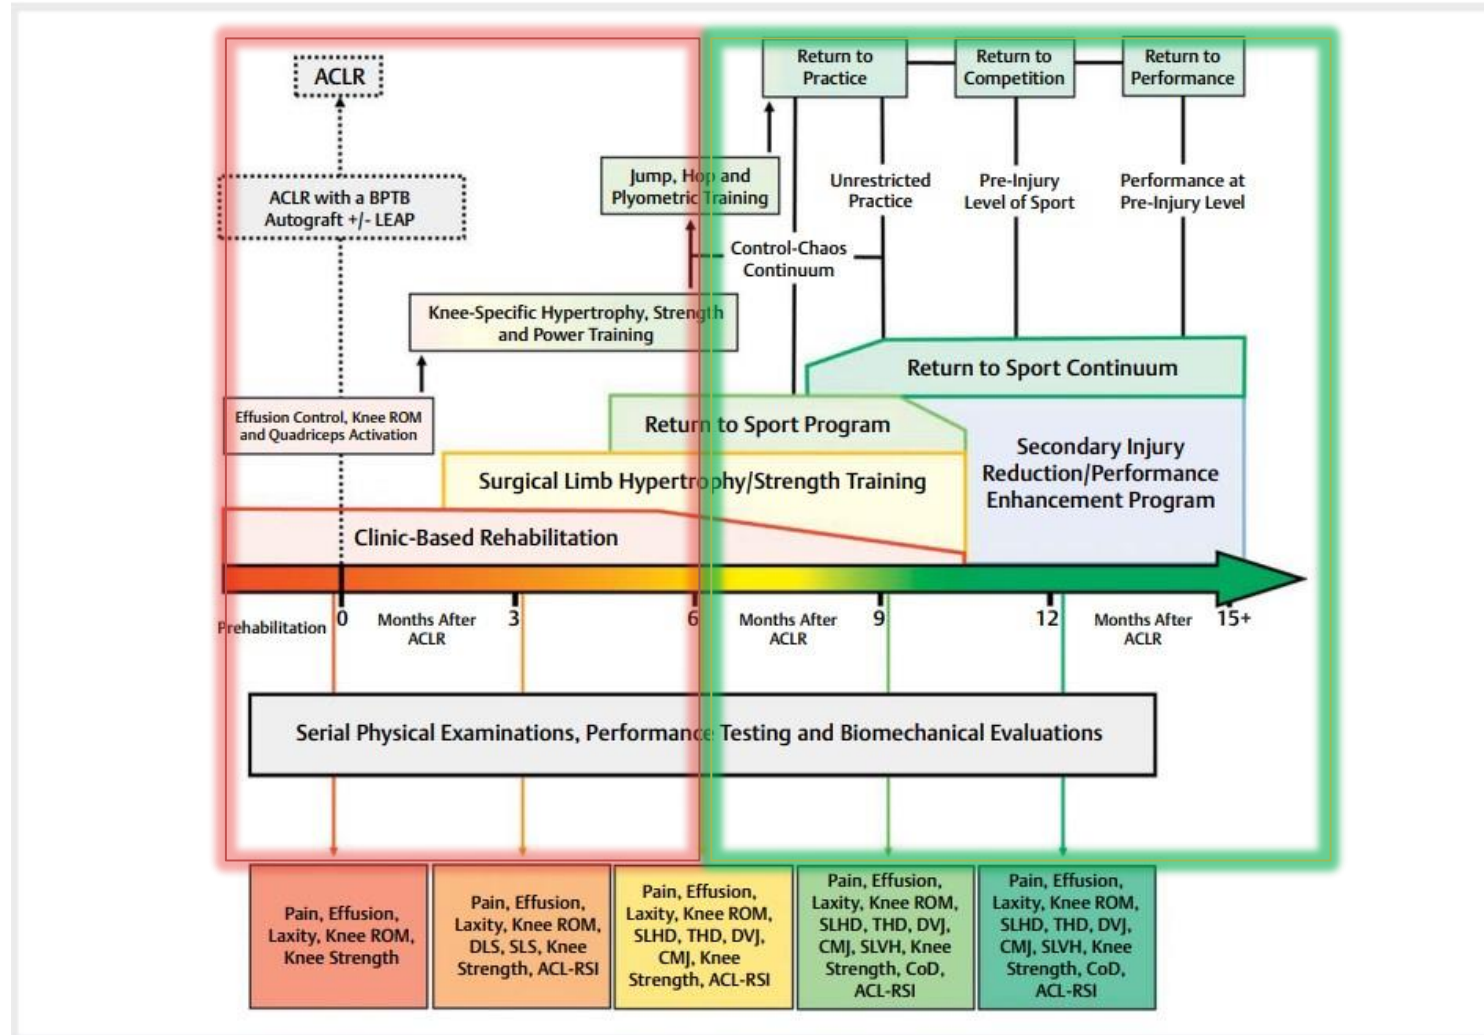 ACLR
Return to
Practice
Return to
Competition
Return to
Performance
ACLR with a BPTB
Autograft +/- LEAP
Jump, Hop and
Plyometric Training
Unrestricted
Practice
Pre-Injury
Level of Sport
Performance at
Pre-Injury Level
Control-Chaos
Continuum
Knee-Specific Hypertrophy, Strength
and Power Training
Effusion Control, Knee ROM
and Quadriceps Activation
Return to Sport Continuum
Return to Sport Program
Secondary Injury
Reduction/Performance
Enhancement Program
Surgical Limb Hypertrophy/Strength Training
Clinic-Based Rehabilitation
Prehabilitation
0
Months After
ACLR
3
6
Months After
ACLR
9
12
Months After
ACLR
15+
Serial Physical Examinations, Performance Testing and Biomechanical Evaluations
Pain, Effusion,
Laxity, Knee ROM,
Knee Strength
Pain, Effusion,
Laxity, Knee ROM,
DLS, SLS, Knee
Strength, ACL-RSI
Pain, Effusion,
Laxity, Knee ROM,
SLHD, THD, DVJ,
CMJ, Knee
Strength, ACL-RSI
Pain, Effusion,
Laxity, Knee ROM,
SLHD, THD, DVJ,
CMJ, SLVH, Knee
Strength, CoD,
ACL-RSI
Pain, Effusion,
Laxity, Knee ROM,
SLHD, THD, DVJ,
CMJ, SLVH, Knee
Strength, CoD,
ACL-RSI